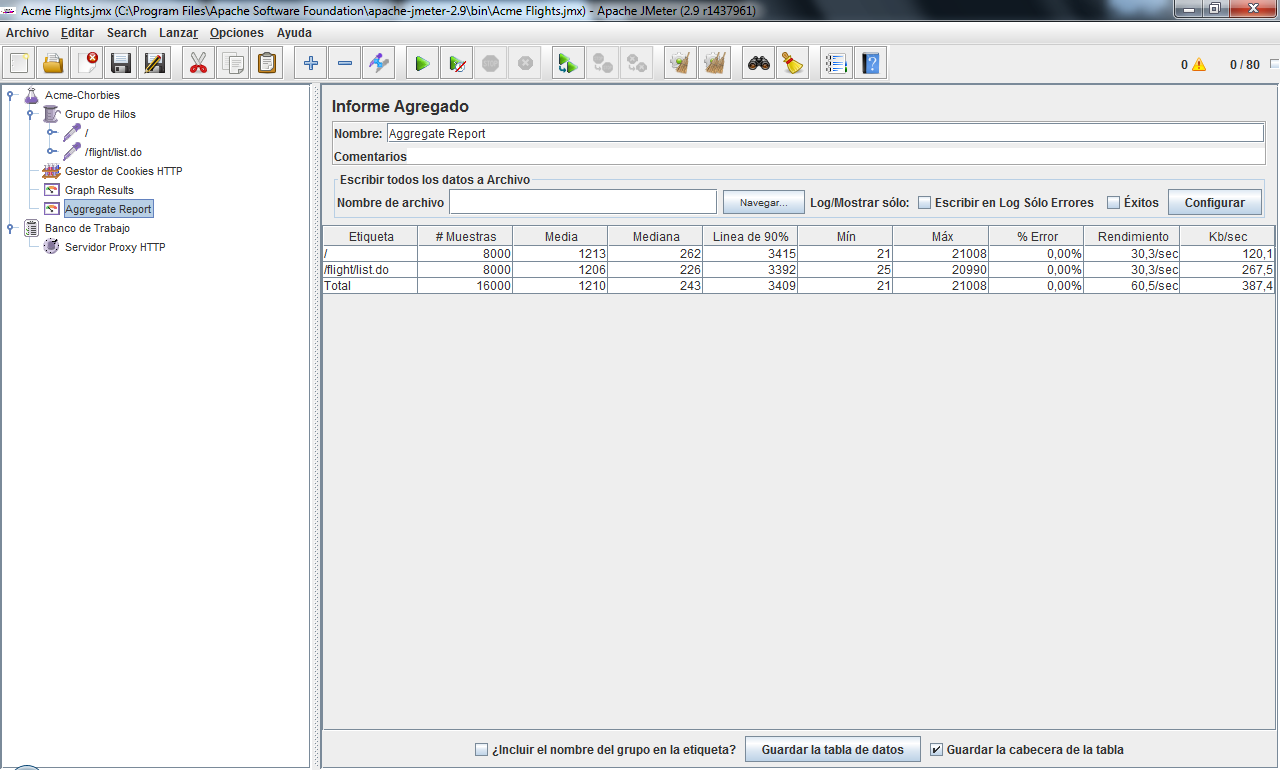 Acme Flights.jmx (C:\Program Files\Apache Software Foundation\apache-jmeter-2.9\bin\Acme Flights.jmx) - Apache JMeter (2.9 r1437961)
Archivo Editar Search Lanzar Opciones Ayuda
0 0 / 80
Acme-Chorbies
Grupo de Hilos
/
/flight/list.do
Gestor de Cookies HTTP
Graph Results
Aggregate Report
Banco de Trabajo
Servidor Proxy HTTP
Informe Agregado
Nombre: Aggregate Report
Comentarios
Escribir todos los datos a Archivo
Nombre de archivo Navegar... Log/Mostrar sólo: Escribir en Log Sólo Errores Éxitos Configurar
Etiqueta # Muestras Media Mediana Linea de 90% Mín Máx % Error Rendimiento Kb/sec
/ 8000 1213 262 3415 21 21008 0,00% 30,3/sec 120,1
/flight/list.do 8000 1206 226 3392 25 20990 0,00% 30,3/sec 267,5
Total 16000 1210 243 3409 21 21008 0,00% 60,5/sec 387,4
¿Incluir el nombre del grupo en la etiqueta? Guardar la tabla de datos Guardar la cabecera de la tabla